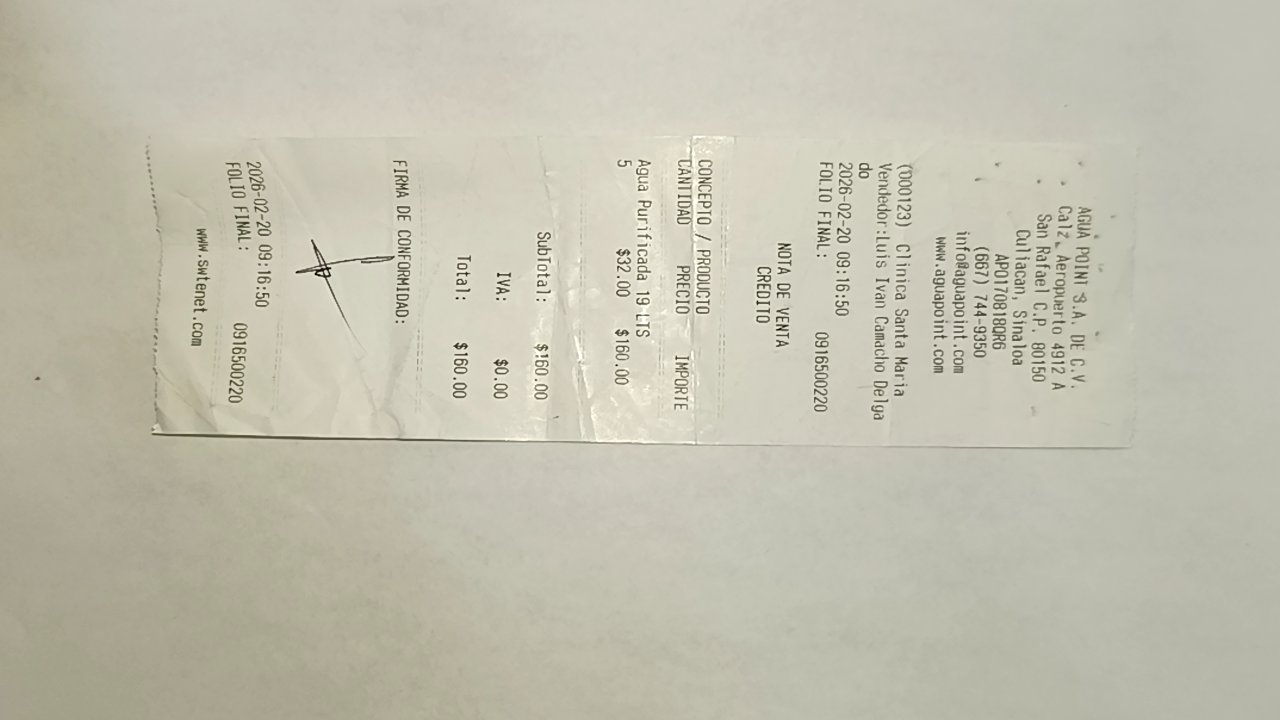 AGUA POINT S.A. DE C.V.
Calz. Aeropuerto 4912 A
San Rafael C.P. 80150
Culiacan, Sinaloa
APO170818QR6
(667) 744-9350
info@aguapoint.com
www.aguapoint.com
(000123) Clinica Santa Maria
Vendedor:Luis Ivan Camacho Delga
do
2026-02-20 09:16:50
FOLIO FINAL: 0916500220
NOTA DE VENTA
CREDITO
CONCEPTO / PRODUCTO
CANTIDAD PRECIO IMPORTE
Agua Purificada 19 LTS
5 $32.00 $160.00
SubTotal: $160.00
IVA: $0.00
Total: $160.00
FIRMA DE CONFORMIDAD:
2026-02-20 09:16:50
FOLIO FINAL: 0916500220
www.swtenet.com